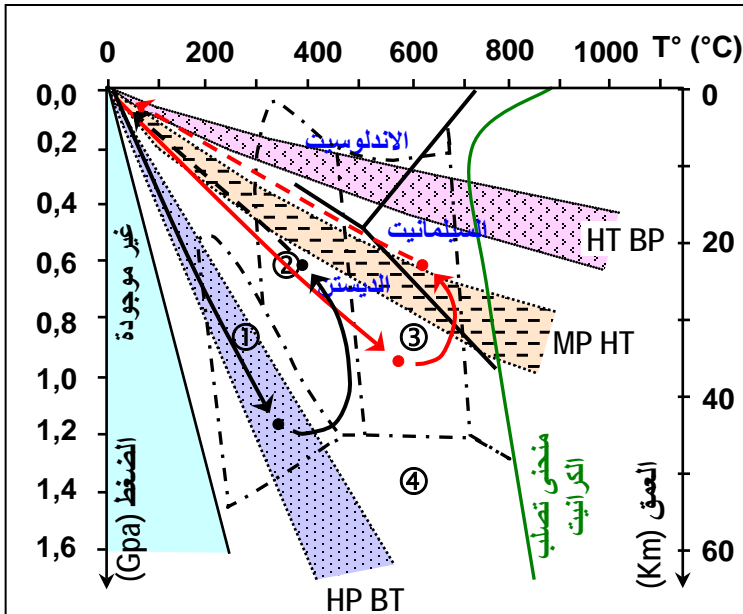 0 200 400 600 800 1000 T° (°C)
0,0
0,2
0,4
0,6
0,8
1,0
1,2
1,4
1,6
الضغط (Gpa)
غير موجودة
الاندلوسيت
السيلمانيت
الديستن
①
②
③
④
HT BP
MP HT
HP BT
منحنى تصلب
الكرانيت
0
20
40
60
العمق (Km)